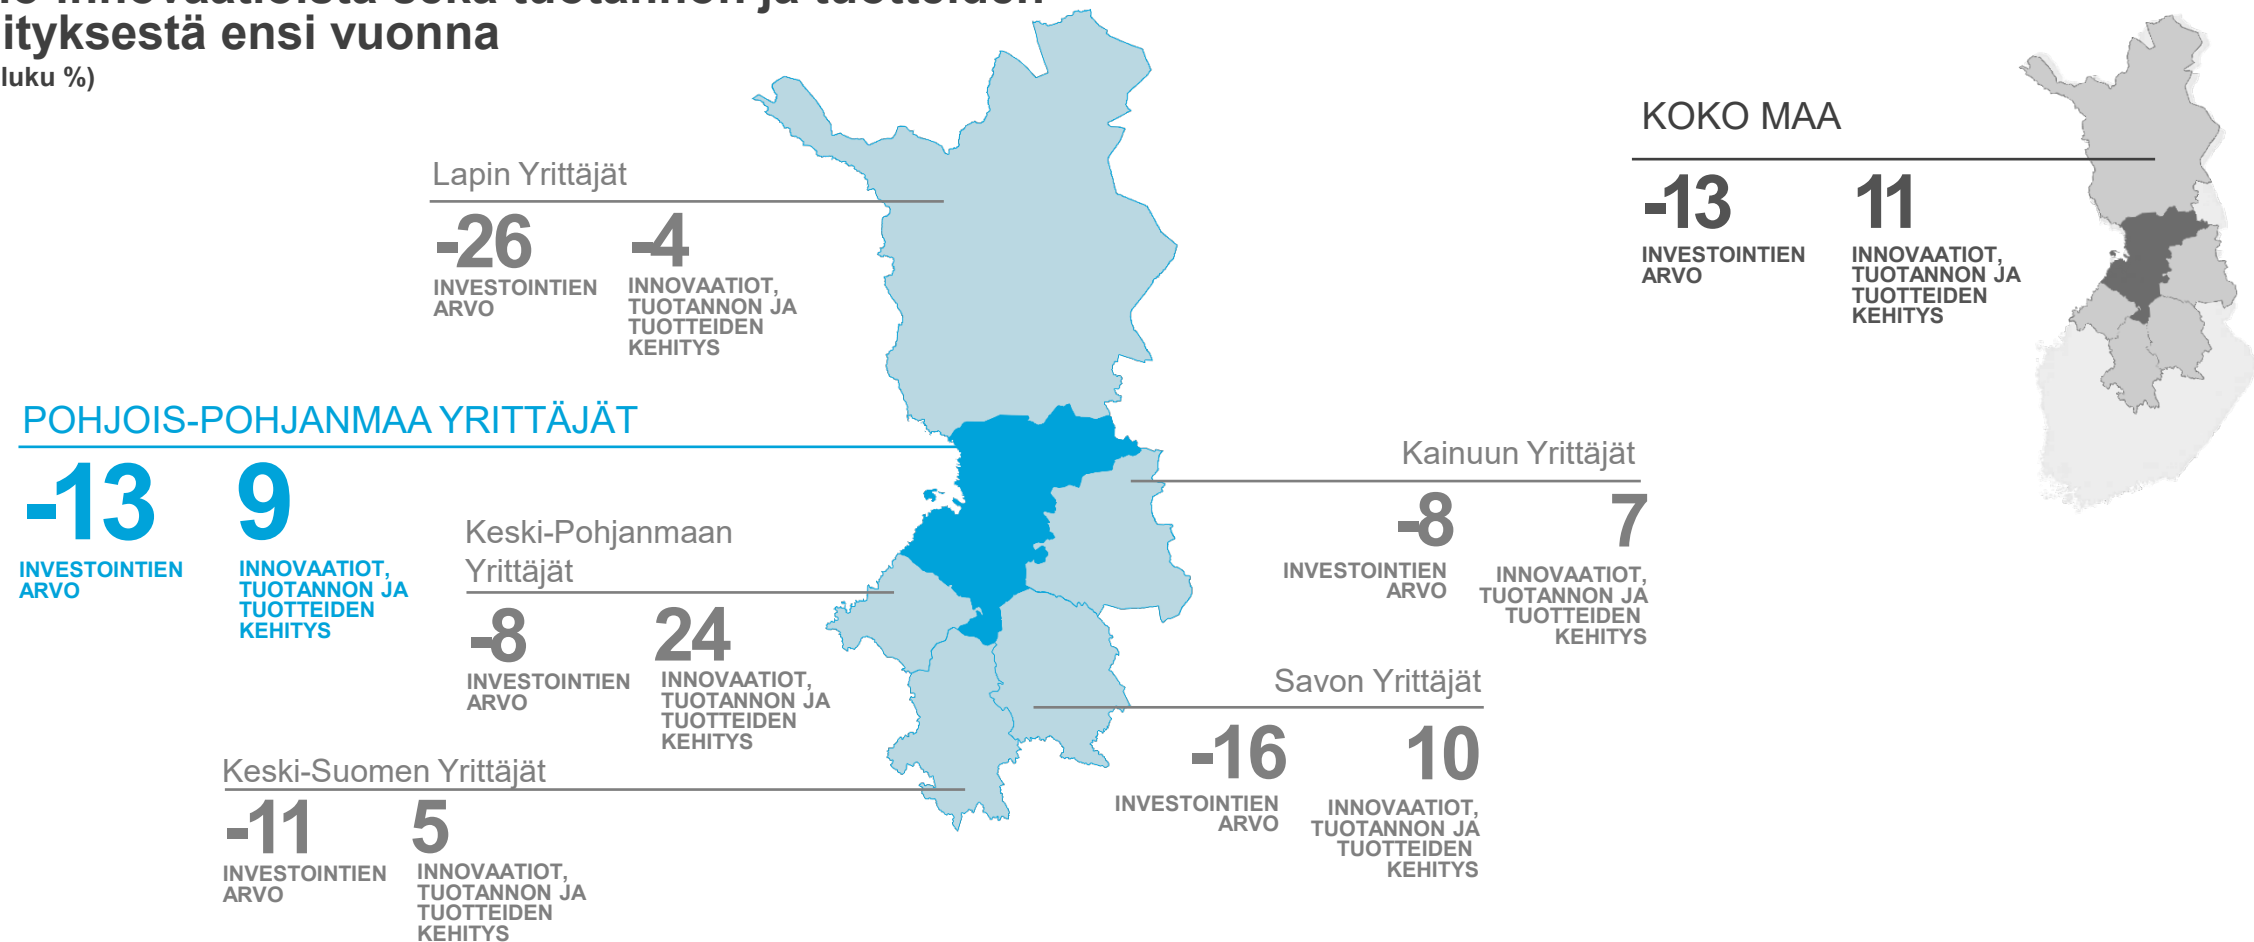 ityksestä ensi vuonna
luku %)
KOKO MAA
-13
11
INVESTOINTIEN
ARVO
INNOVAATIOT,
TUOTANNON JA
TUOTTEIDEN
KEHITYS
Lapin Yrittäjät
-26
-4
INVESTOINTIEN
ARVO
INNOVAATIOT,
TUOTANNON JA
TUOTTEIDEN
KEHITYS
POHJOIS-POHJANMAA YRITTÄJÄT
-13
9
INVESTOINTIEN
ARVO
INNOVAATIOT,
TUOTANNON JA
TUOTTEIDEN
KEHITYS
Keski-Pohjanmaan
Yrittäjät
-8
24
INVESTOINTIEN
ARVO
INNOVAATIOT,
TUOTANNON JA
TUOTTEIDEN
KEHITYS
Kainuun Yrittäjät
-8
7
INVESTOINTIEN
ARVO
INNOVAATIOT,
TUOTANNON JA
TUOTTEIDEN
KEHITYS
Savon Yrittäjät
-16
10
INVESTOINTIEN
ARVO
INNOVAATIOT,
TUOTANNON JA
TUOTTEIDEN
KEHITYS
Keski-Suomen Yrittäjät
-11
5
INVESTOINTIEN
ARVO
INNOVAATIOT,
TUOTANNON JA
TUOTTEIDEN
KEHITYS